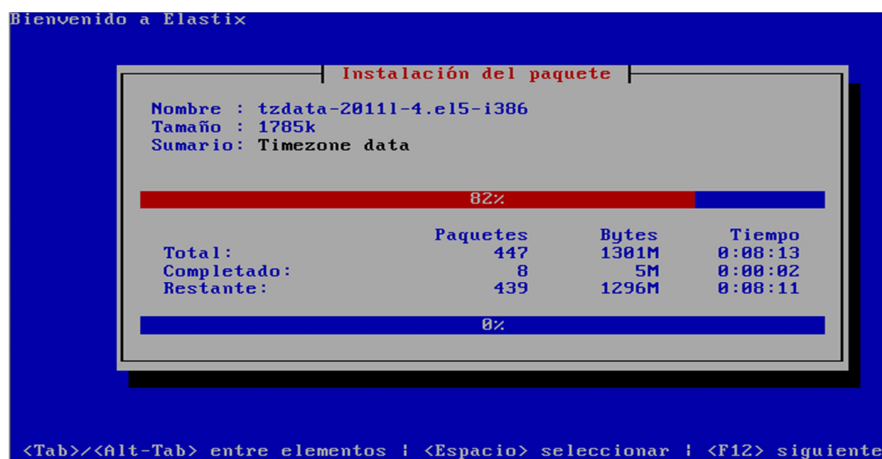 Bienvenido a Elastix
Instalación del paquete
Nombre : tzdata-2011l-4.el5-i386
Tamaño : 1785k
Sumario: Timezone data
82%
Paquetes Bytes Tiempo
Total: 447 1301M 0:08:13
Completado: 8 5M 0:00:02
Restante: 439 1296M 0:08:11
0%
<Tab>/<Alt-Tab> entre elementos | <Espacio> seleccionar | <F12> siguiente